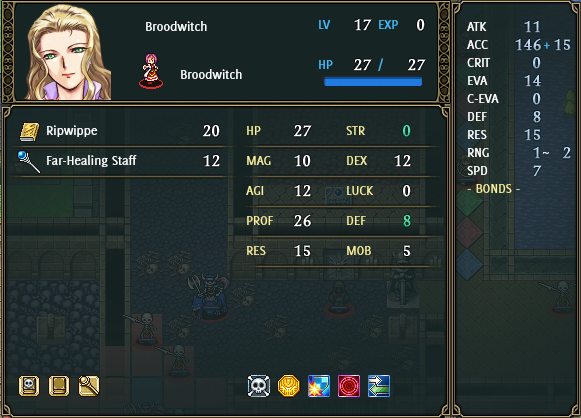 Broodwitch
LV 17 EXP 0
Broodwitch
HP 27 / 27
Ripwippe 20
Far-Healing Staff 12
HP 27 STR 0
MAG 10 DEX 12
AGI 12 LUCK 0
PROF 26 DEF 8
RES 15 MOB 5
ATK 11
ACC 146 + 15
CRIT 0
EVA 14
C-EVA 0
DEF 8
RES 15
RNG 1~ 2
SPD 7
- BONDS -